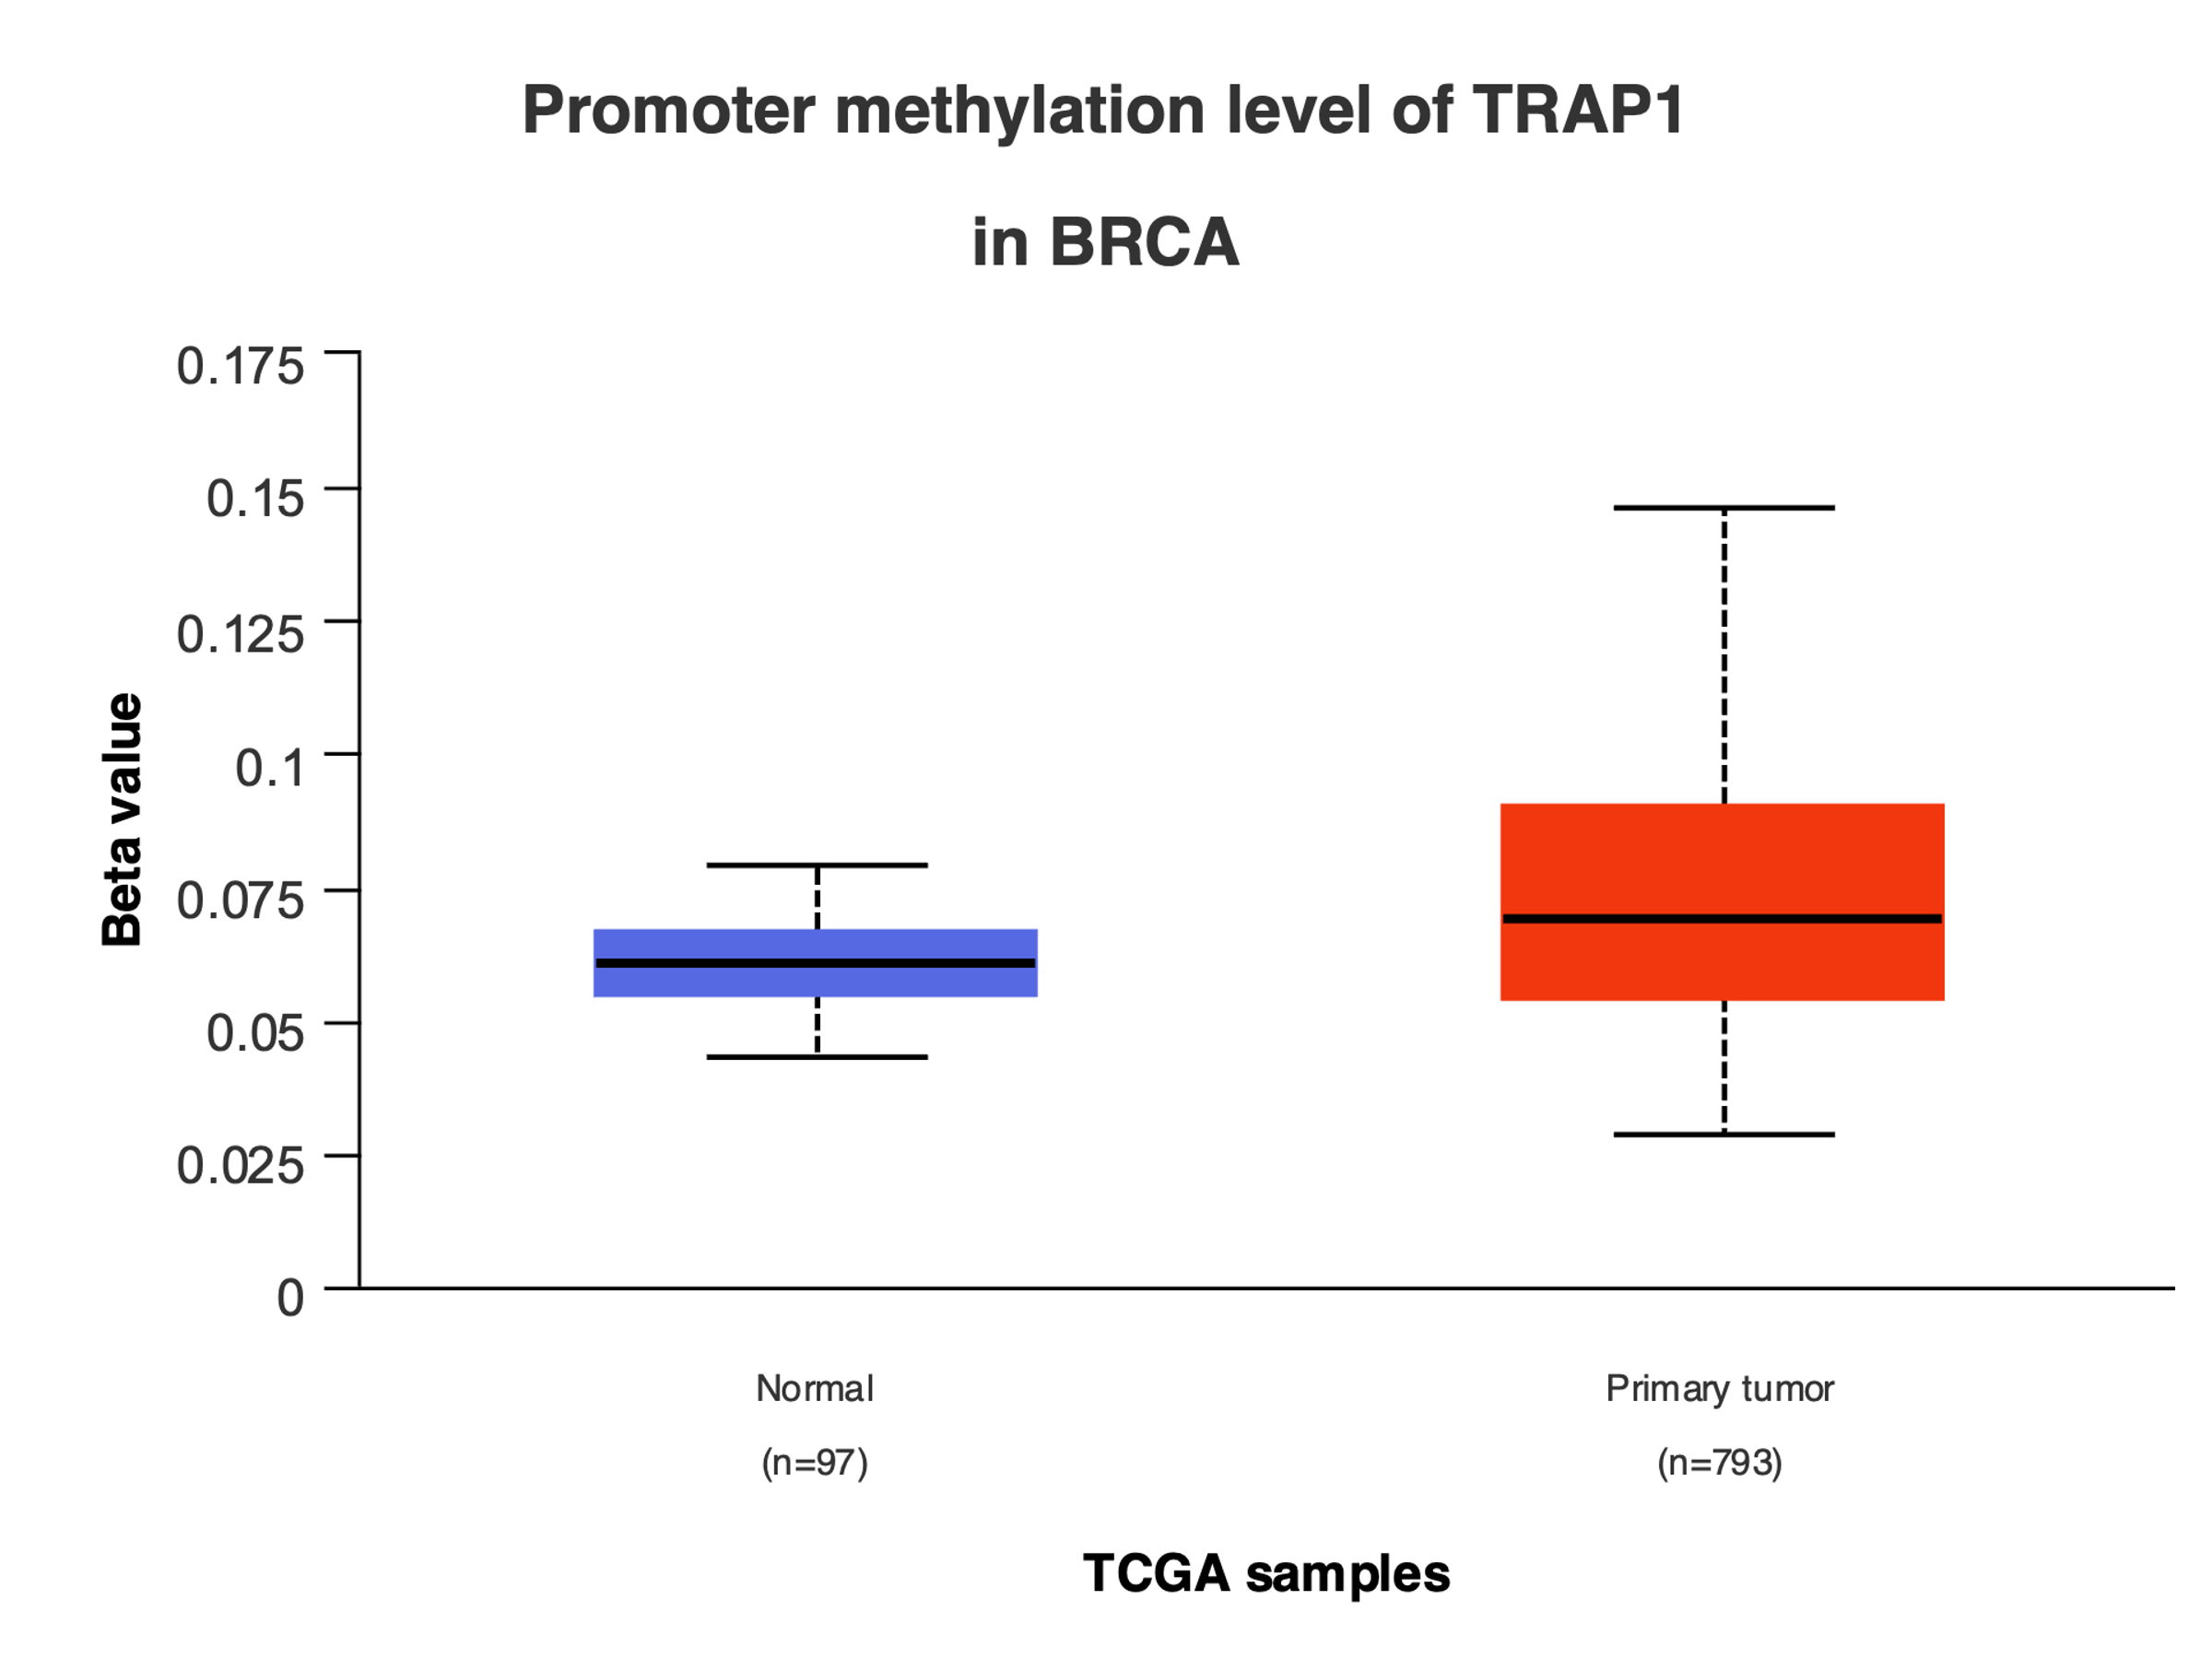 Promoter methylation level of TRAP1
in BRCA
0.175
0.15
0.125
0.1
0.075
0.05
0.025
0
Beta value
Normal
(n=97)
Primary tumor
(n=793)
TCGA samples